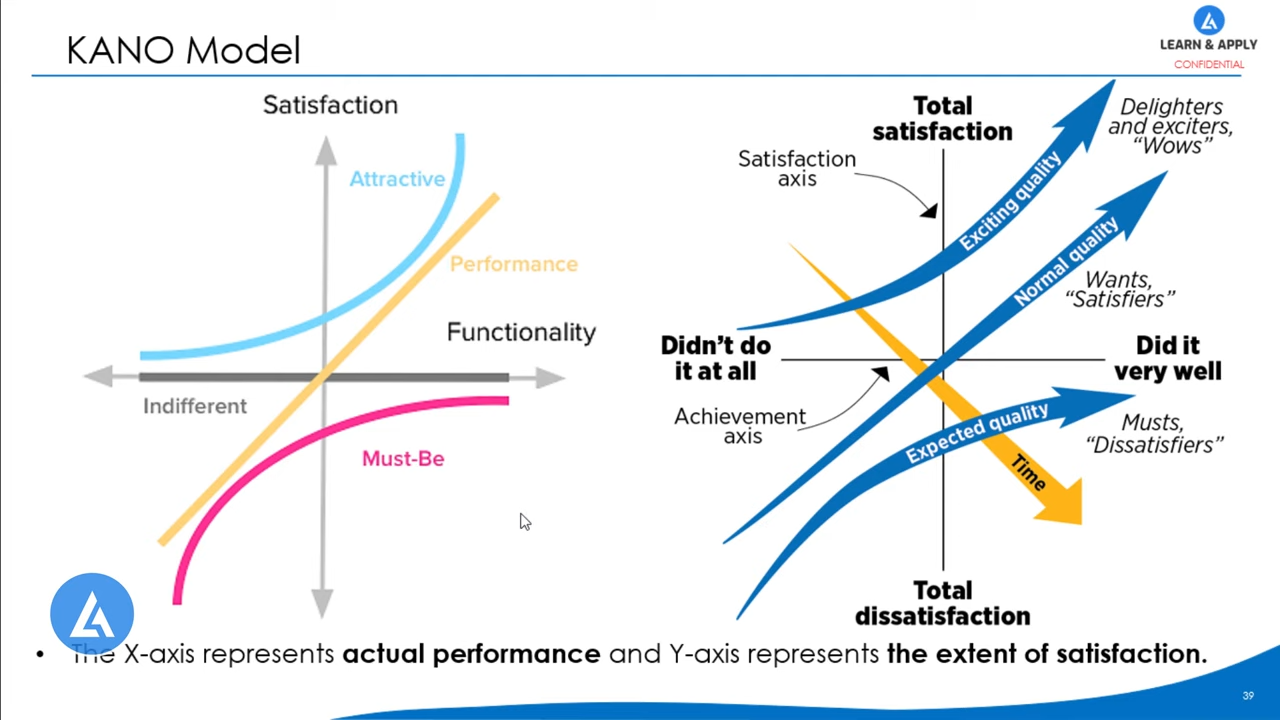 KANO Model
LEARN & APPLY
CONFIDENTIAL
Satisfaction
Attractive
Performance
Functionality
Indifferent
Must-Be
Total
satisfaction
Delighters
and exciters,
“Wows”
Satisfaction
axis
Exciting quality
Normal quality
Wants,
“Satisfiers”
Didn’t do
it at all
Did it
very well
Achievement
axis
Expected quality
Musts,
“Dissatisfiers”
Time
Total
dissatisfaction
• The X-axis represents actual performance and Y-axis represents the extent of satisfaction.
39